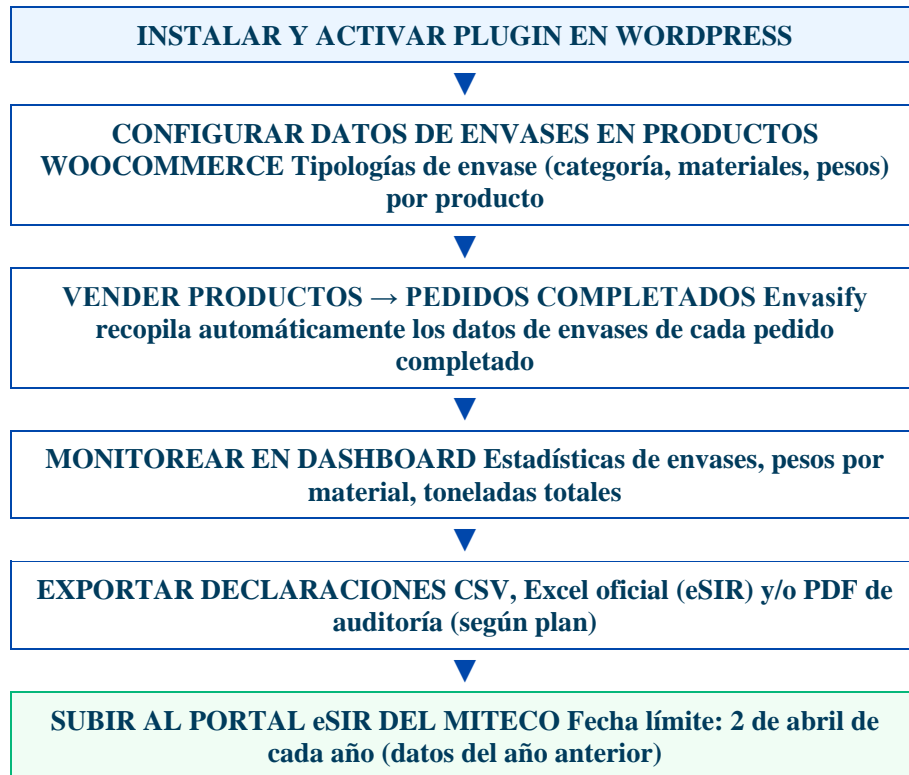 INSTALAR Y ACTIVAR PLUGIN EN WORDPRESS
CONFIGURAR DATOS DE ENVASES EN PRODUCTOS
WOOCOMMERCE Tipologías de envase (categoría, materiales, pesos)
por producto
VENDER PRODUCTOS → PEDIDOS COMPLETADOS Envasify
recopila automáticamente los datos de envases de cada pedido
completado
MONITOREAR EN DASHBOARD Estadísticas de envases, pesos por
material, toneladas totales
EXPORTAR DECLARACIONES CSV, Excel oficial (eSIR) y/o PDF de
auditoría (según plan)
SUBIR AL PORTAL eSIR DEL MITECO Fecha límite: 2 de abril de
cada año (datos del año anterior)